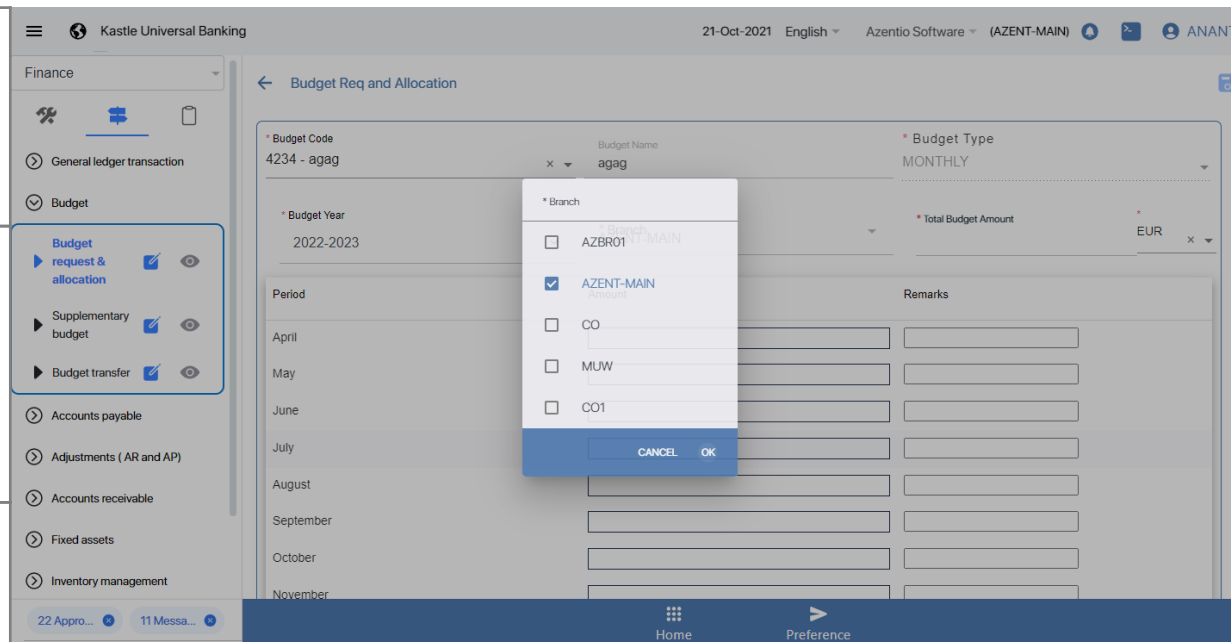 Kastle Universal Banking
21-Oct-2021 English Azentio Software (AZENT-MAIN) ANANT
Finance
Budget Req and Allocation
General ledger transaction
Budget
Budget request & allocation
Supplementary budget
Budget transfer
Accounts payable
Adjustments ( AR and AP)
Accounts receivable
Fixed assets
Inventory management
22 Appro... 11 Messa...
* Budget Code
4234 - agag
Budget Name
agag
* Budget Type
MONTHLY
* Budget Year
2022-2023
* Branch
AZENT-MAIN
* Total Budget Amount
*
EUR
Period Amount Remarks
April
May
June
July
August
September
October
November
* Branch
AZBR01
AZENT-MAIN
CO
MUW
CO1
CANCEL OK
Home Preference